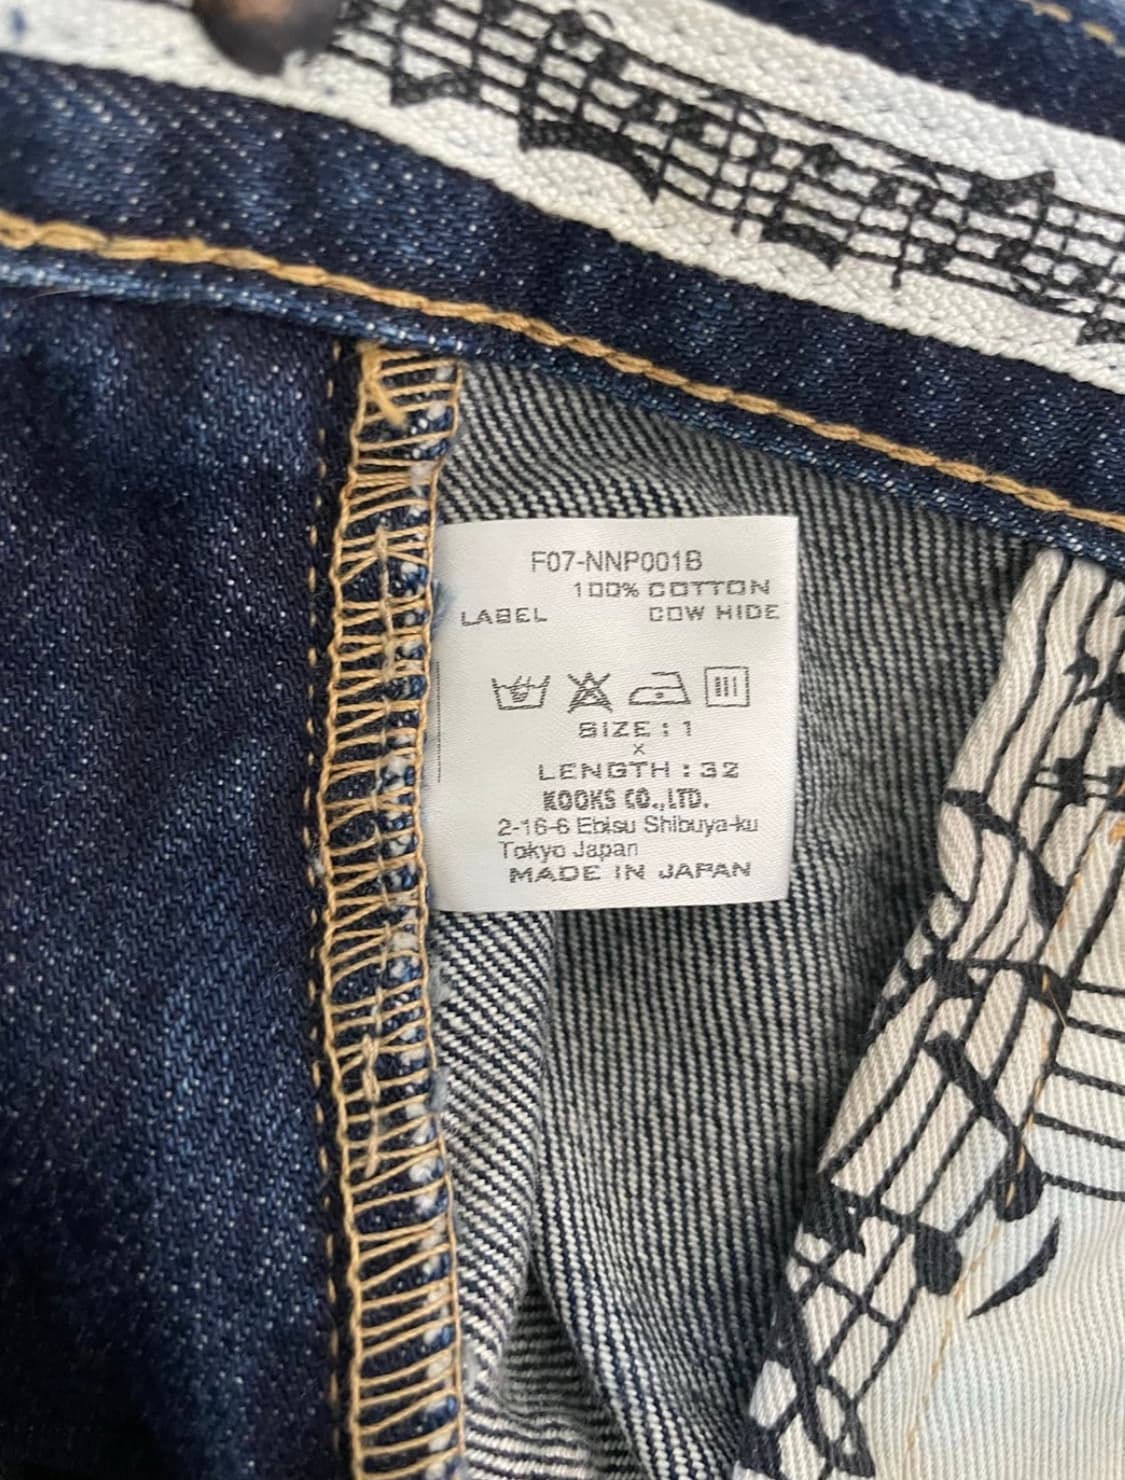 F07-NNP001B
100% COTTON
LABEL COW HIDE
SIZE : 1
x
LENGTH : 32
KOOKS CO.,LTD.
2-16-6 Ebisu Shibuya-ku
Tokyo Japan
MADE IN JAPAN